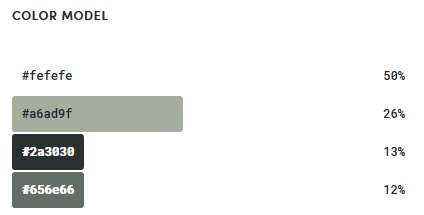 COLOR MODEL
#fefefe 50%
#a6ad9f 26%
#2a3030 13%
#656e66 12%